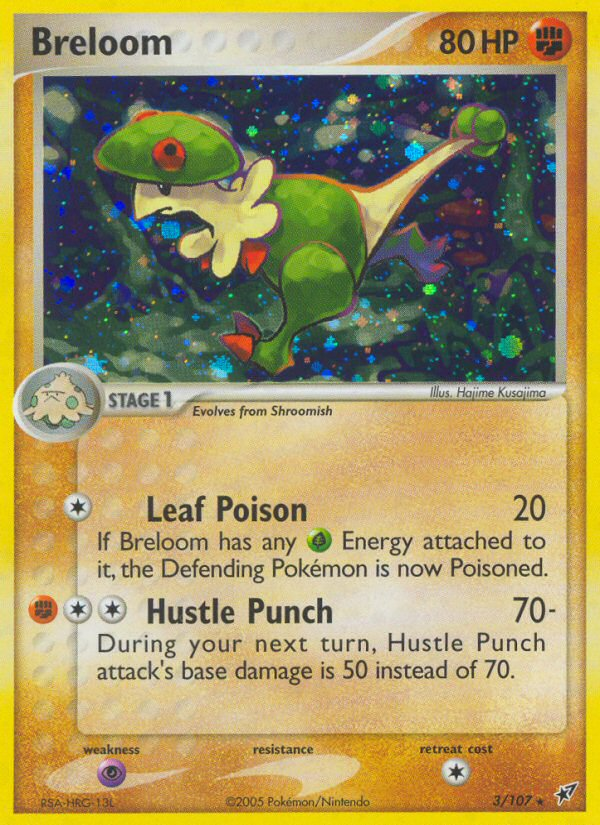 Breloom
80 HP
Illus. Hajime Kusajima
STAGE 1
Evolves from Shroomish
Leaf Poison 20
If Breloom has any Energy attached to
it, the Defending Pokémon is now Poisoned.
Hustle Punch 70-
During your next turn, Hustle Punch
attack's base damage is 50 instead of 70.
weakness resistance retreat cost
RSA-HRG-13L ©2005 Pokémon/Nintendo 3/107 ★